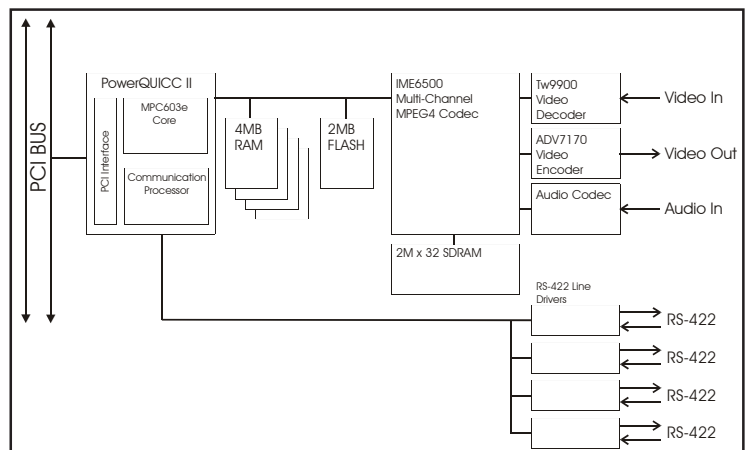 PCI BUS
PowerQUICC II
PCI Interface
MPC603e
Core
Communication
Processor
4MB
RAM
2MB
FLASH
IME6500
Multi-Channel
MPEG4 Codec
2M x 32 SDRAM
Tw9900
Video
Decoder
Video In
ADV7170
Video
Encoder
Video Out
Audio Codec
Audio In
RS-422 Line
Drivers
RS-422
RS-422
RS-422
RS-422